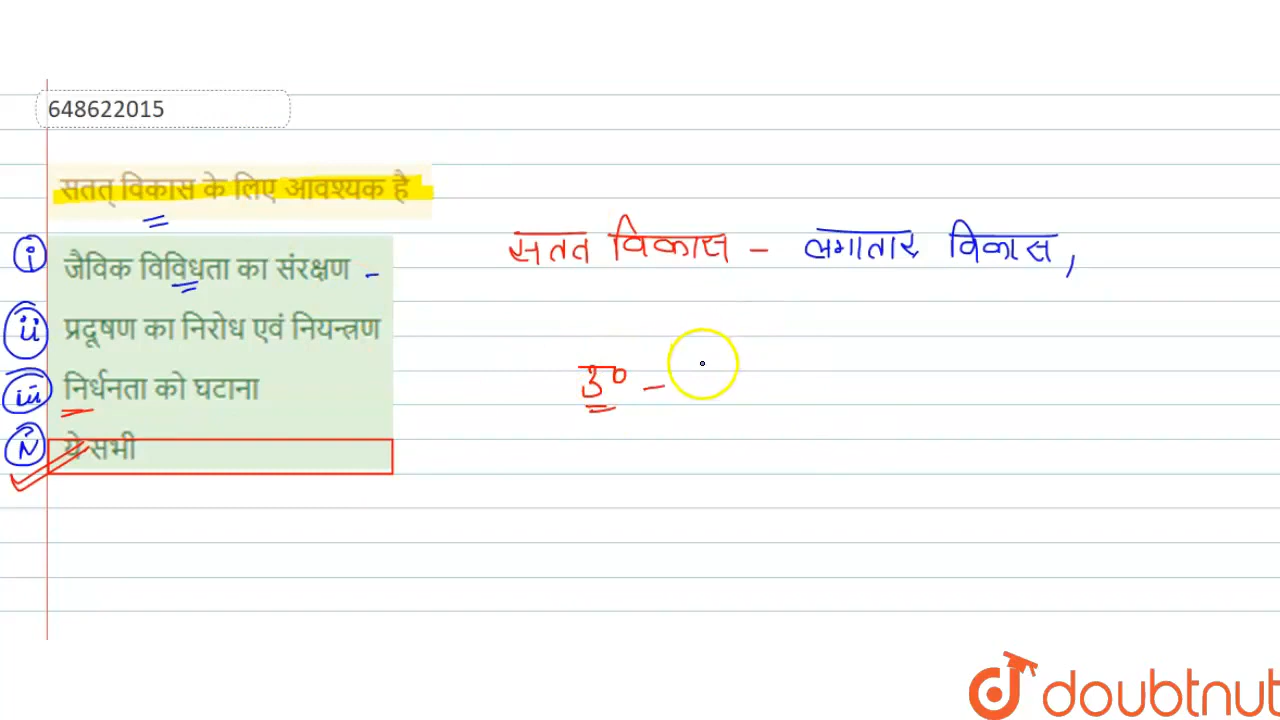 648622015
सतत् विकास के लिए आवश्यक है
i
जैविक विविधता का संरक्षण -
ii
प्रदूषण का निरोध एवं नियन्त्रण
iii
निर्धनता को घटाना
iv
ये सभी
सतत विकास - लगातार विकास,
उ० -
doubtnut